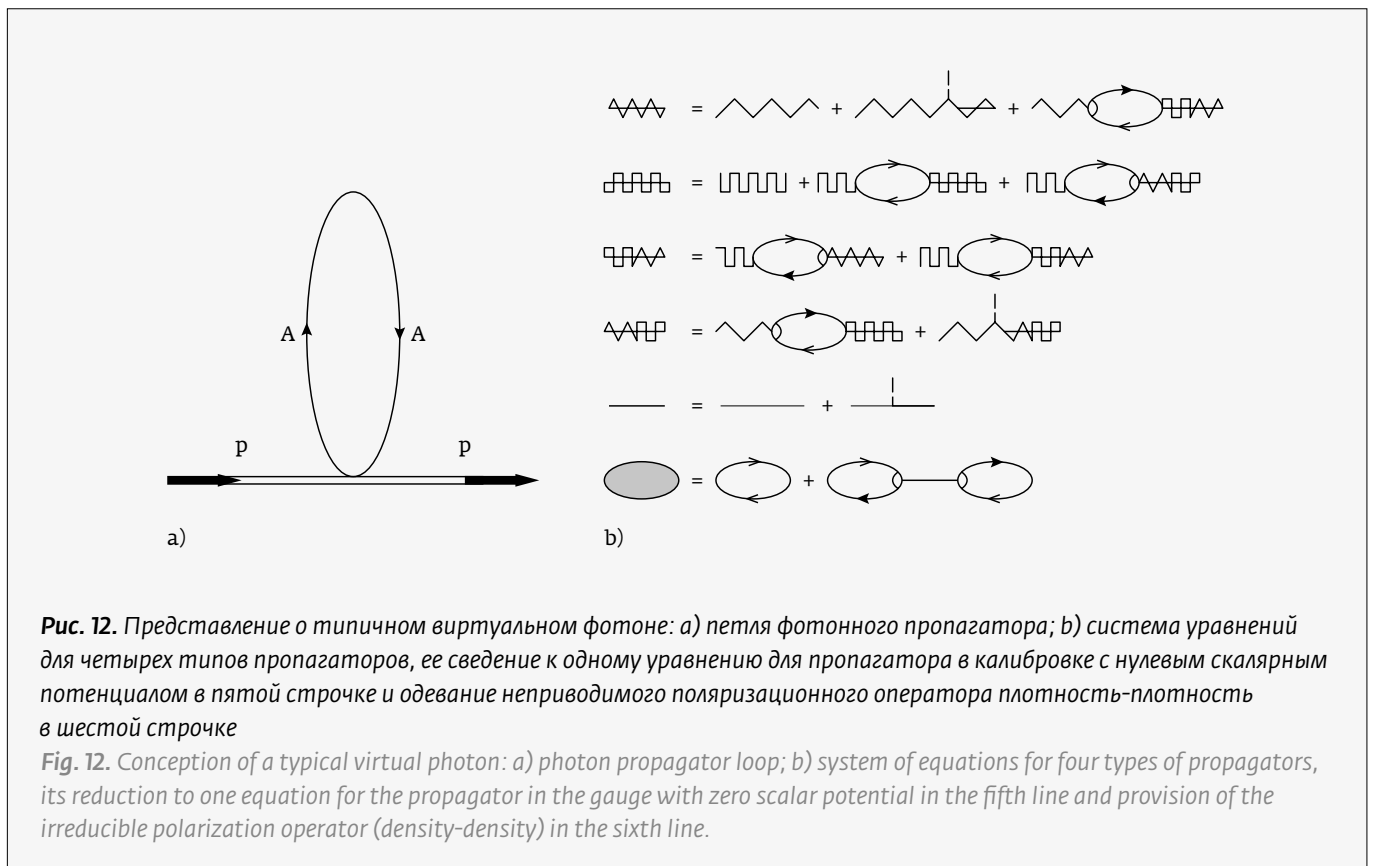 A A
p p
a)
= + +
= + +
= +
= +
= +
= +
b)
Рис. 12. Представление о типичном виртуальном фотоне: a) петля фотонного пропагатора; b) система уравнений
для четырех типов пропагаторов, ее сведение к одному уравнению для пропагатора в калибровке с нулевым скалярным
потенциалом в пятой строчке и одевание неприводимого поляризационного оператора плотность-плотность
в шестой строчке
Fig. 12. Conception of a typical virtual photon: a) photon propagator loop; b) system of equations for four types of propagators,
its reduction to one equation for the propagator in the gauge with zero scalar potential in the fifth line and provision of the
irreducible polarization operator (density-density) in the sixth line.